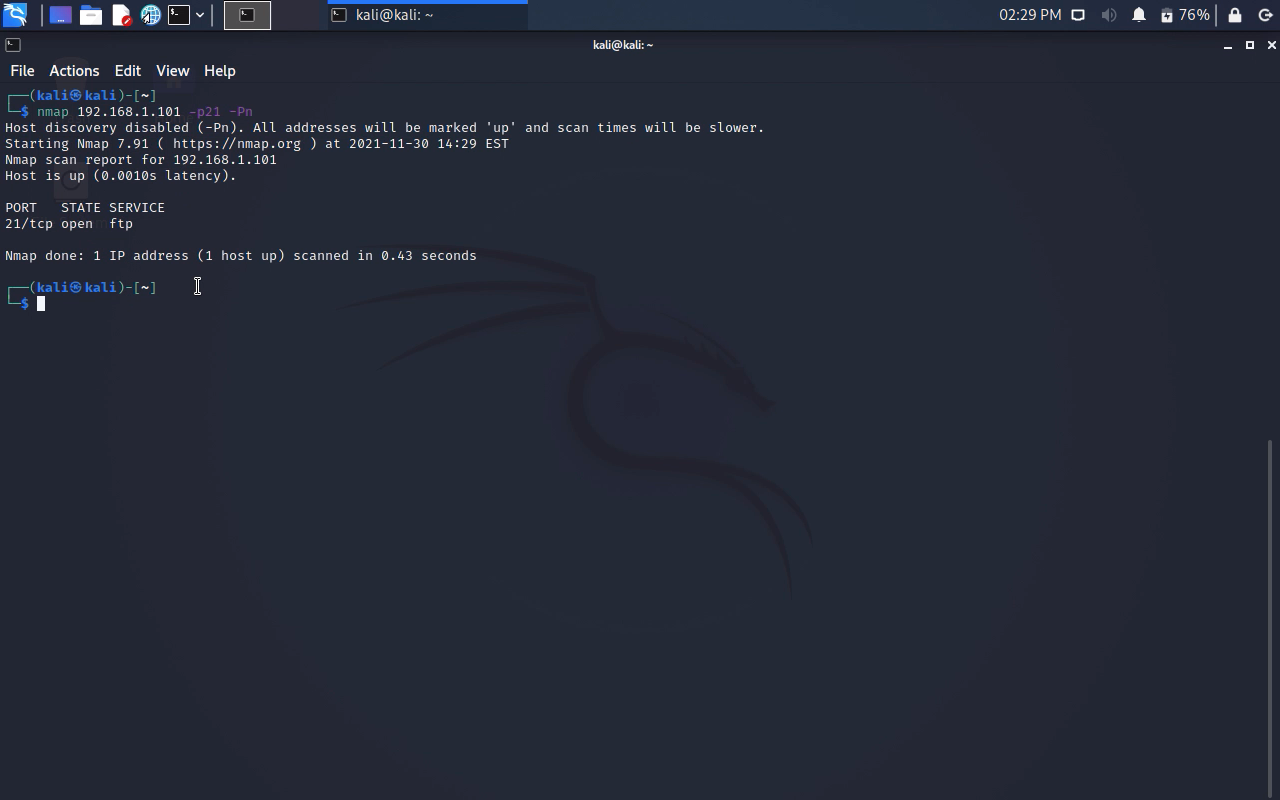 kali@kali: ~
02:29 PM
76%
kali@kali: ~
File Actions Edit View Help
┌──(kali㉿kali)-[~]
└─$ nmap 192.168.1.101 -p21 -Pn
Host discovery disabled (-Pn). All addresses will be marked 'up' and scan times will be slower.
Starting Nmap 7.91 ( https://nmap.org ) at 2021-11-30 14:29 EST
Nmap scan report for 192.168.1.101
Host is up (0.0010s latency).
PORT   STATE SERVICE
21/tcp open  ftp
Nmap done: 1 IP address (1 host up) scanned in 0.43 seconds
┌──(kali㉿kali)-[~]
└─$